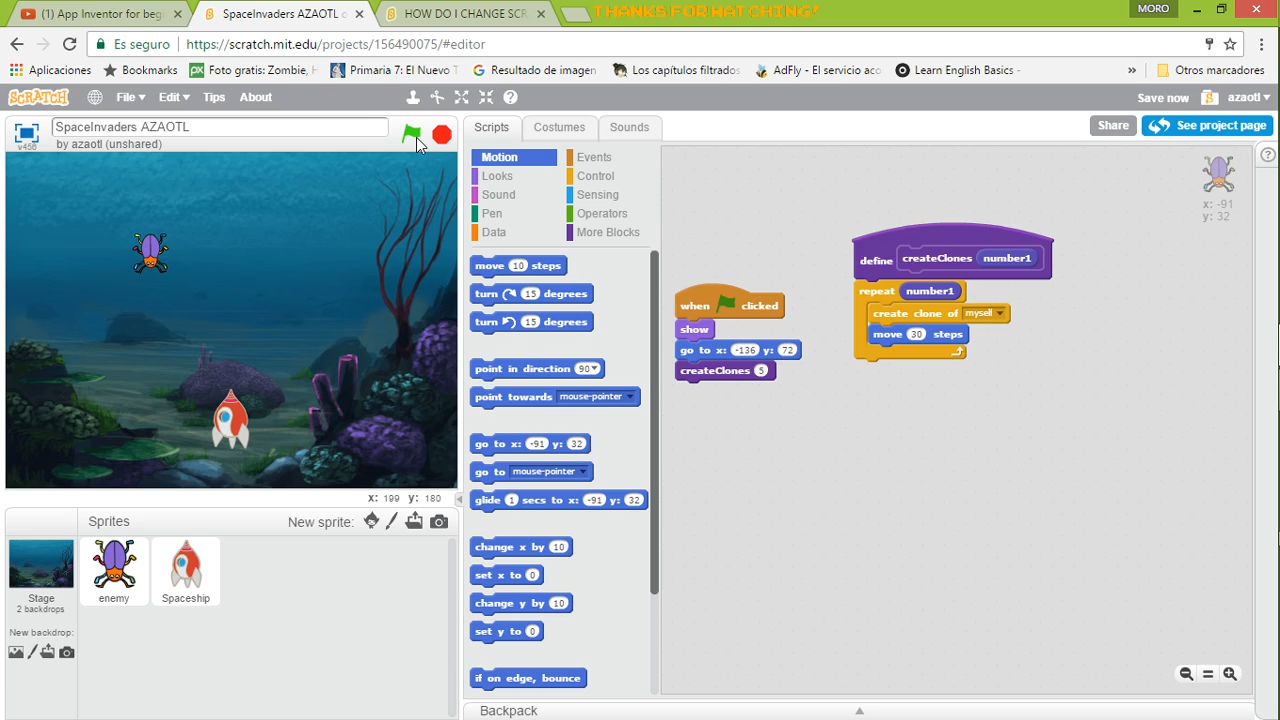 THANKS FOR WATCHING!
MORO
(1) App Inventor for beg
SpaceInvaders AZAOTL o
HOW DO I CHANGE SCR
Es seguro
https://scratch.mit.edu/projects/156490075/#editor
Aplicaciones
Bookmarks
Foto gratis: Zombie, H
Primaria 7: El Nuevo T
Resultado de imagen
Los capítulos filtrados
AdFly - El servicio aco
Learn English Basics -
»
Otros marcadores
SCRATCH
File
Edit
Tips
About
Save now
azaotl
SpaceInvaders AZAOTL
by azaotl (unshared)
v456
Scripts
Costumes
Sounds
Share
See project page
Motion
Events
Looks
Control
Sound
Sensing
Pen
Operators
Data
More Blocks
move 10 steps
turn 15 degrees
turn 15 degrees
point in direction 90
point towards mouse-pointer
go to x: -91 y: 32
go to mouse-pointer
glide 1 secs to x: -91 y: 32
change x by 10
set x to 0
change y by 10
set y to 0
if on edge, bounce
when clicked
show
go to x: -136 y: 72
createClones 5
define createClones number1
repeat number1
create clone of myself
move 30 steps
x: -91
y: 32
x: 199 y: 180
Sprites
New sprite:
Stage
2 backdrops
New backdrop:
enemy
Spaceship
Backpack